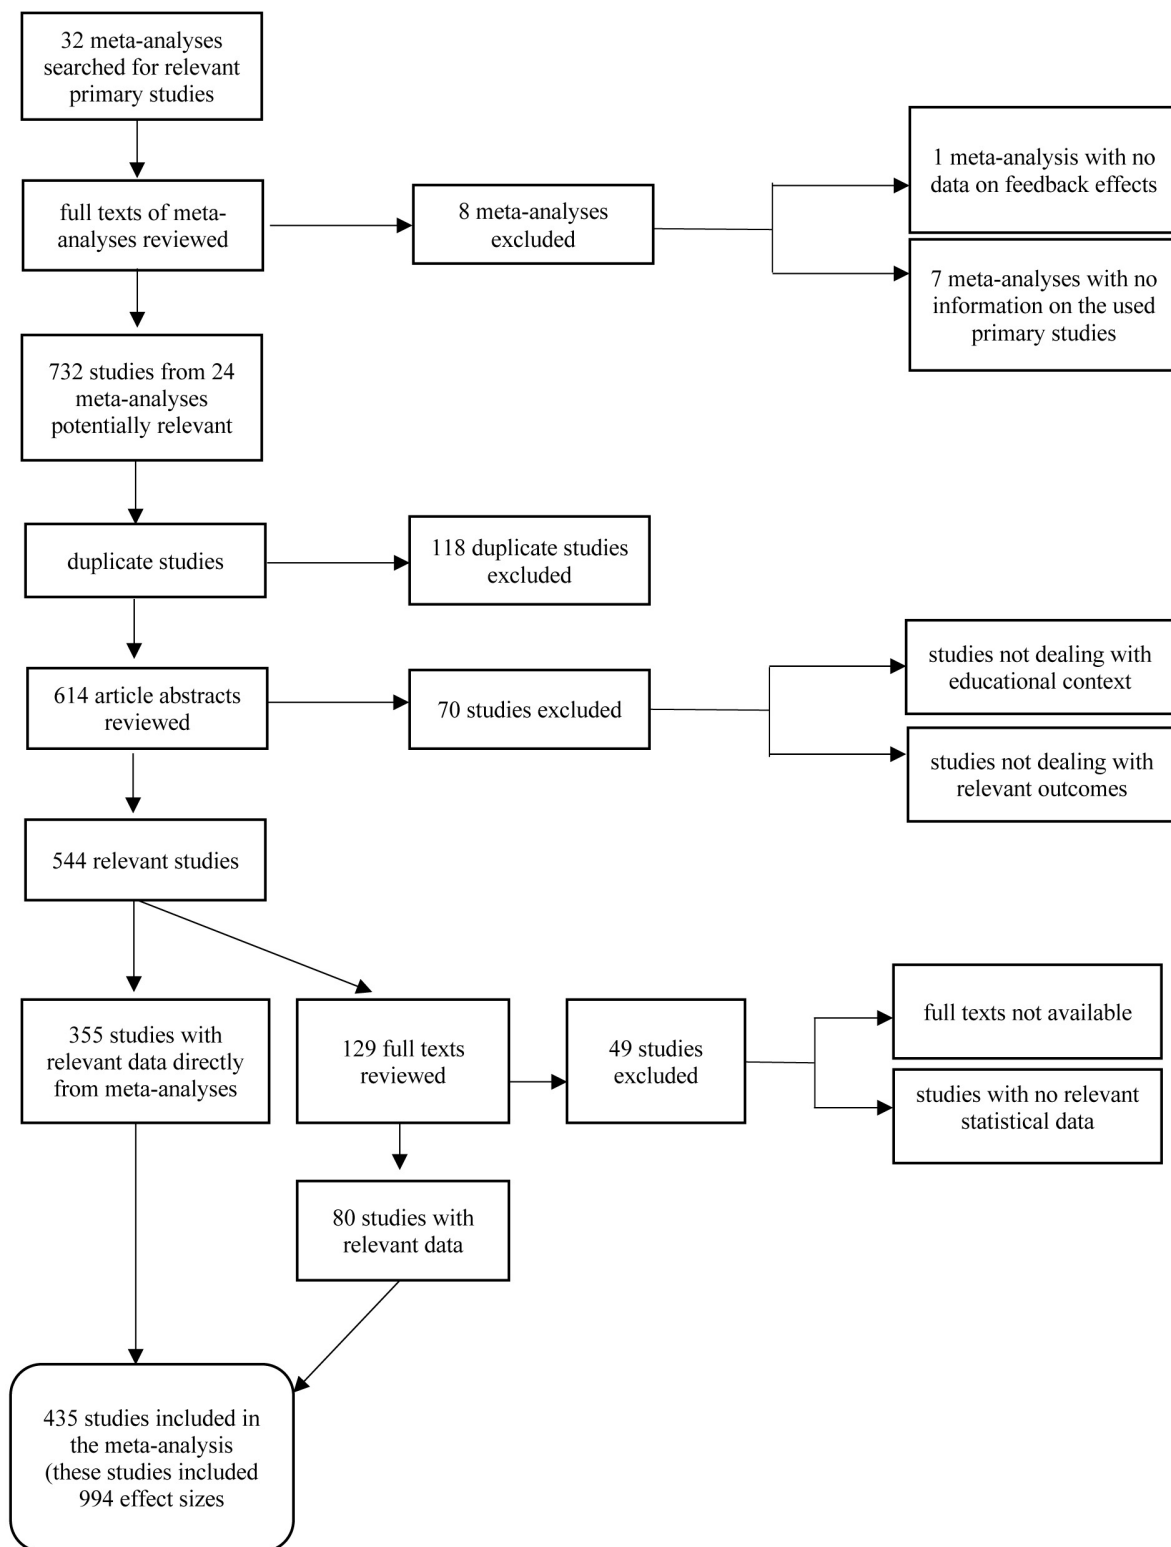 32 meta-analyses
searched for relevant
primary studies
full texts of meta-
analyses reviewed
8 meta-analyses
excluded
1 meta-analysis with no
data on feedback effects
7 meta-analyses with no
information on the used
primary studies
732 studies from 24
meta-analyses
potentially relevant
duplicate studies
118 duplicate studies
excluded
614 article abstracts
reviewed
70 studies excluded
studies not dealing with
educational context
studies not dealing with
relevant outcomes
544 relevant studies
355 studies with
relevant data directly
from meta-analyses
129 full texts
reviewed
49 studies
excluded
full texts not available
studies with no relevant
statistical data
80 studies with
relevant data
435 studies included in
the meta-analysis
(these studies included
994 effect sizes